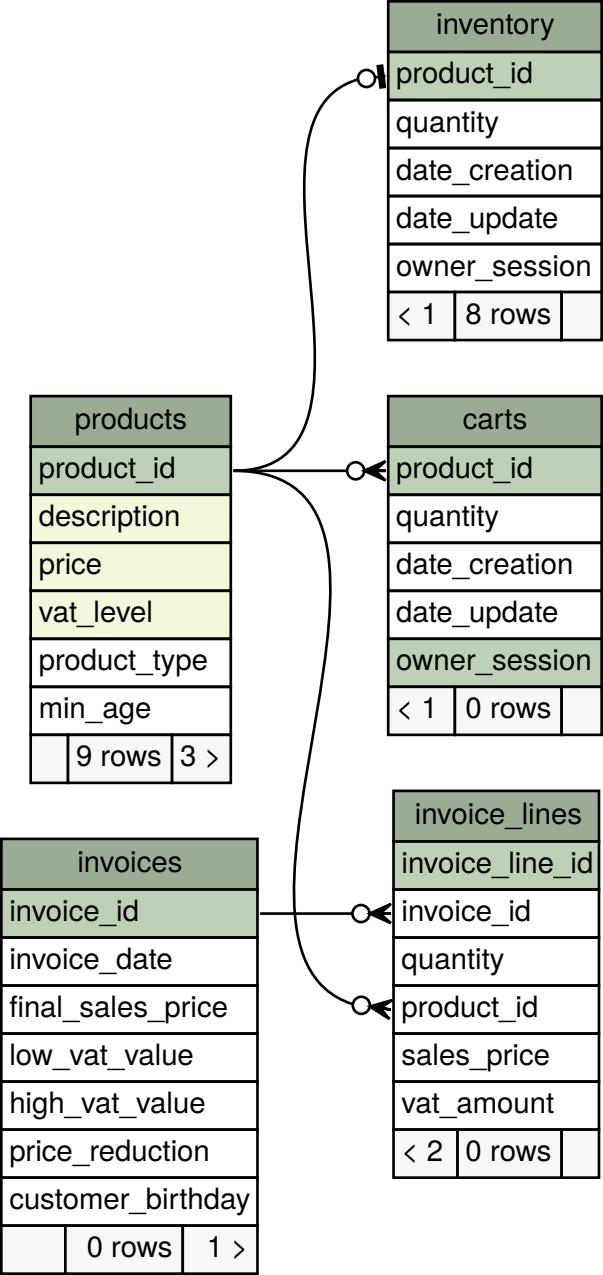 inventory
product_id
quantity
date_creation
date_update
owner_session
< 1 8 rows
products
product_id
description
price
vat_level
product_type
min_age
9 rows 3 >
carts
product_id
quantity
date_creation
date_update
owner_session
< 1 0 rows
invoices
invoice_id
invoice_date
final_sales_price
low_vat_value
high_vat_value
price_reduction
customer_birthday
0 rows 1 >
invoice_lines
invoice_line_id
invoice_id
quantity
product_id
sales_price
vat_amount
< 2 0 rows